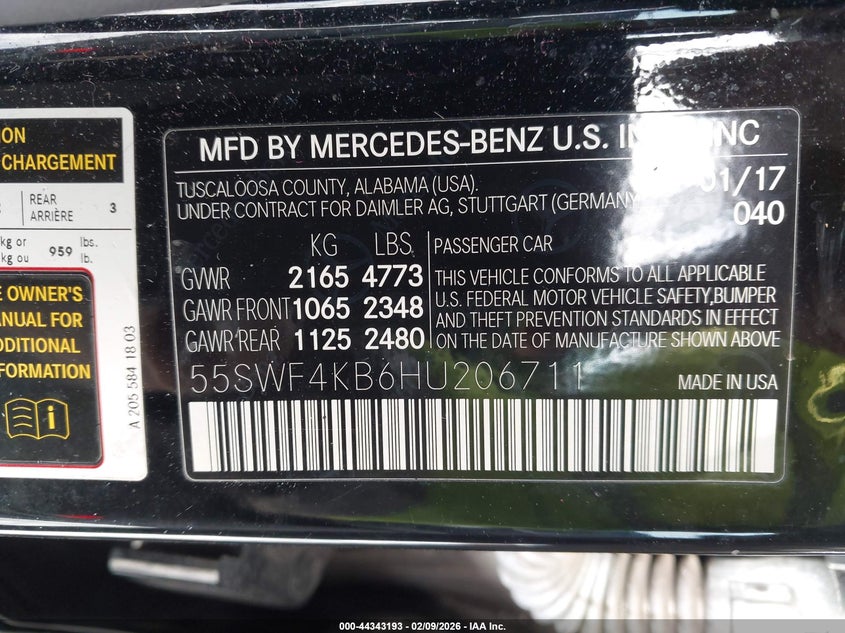 ION
CHARGEMENT
REAR
ARRIÈRE 3
kg or
kg ou 959 lbs.
lb.
E OWNER'S
ANUAL FOR
DDITIONAL
NFORMATION
A 205 584 18 03
MFD BY MERCEDES-BENZ U.S. INC
TUSCALOOSA COUNTY, ALABAMA (USA).
UNDER CONTRACT FOR DAIMLER AG, STUTTGART (GERMANY
01/17
040
KG LBS
GVWR 2165 4773
GAWR FRONT 1065 2348
GAWR REAR 1125 2480
PASSENGER CAR
THIS VEHICLE CONFORMS TO ALL APPLICABLE
U.S. FEDERAL MOTOR VEHICLE SAFETY, BUMPER
AND THEFT PREVENTION STANDARDS IN EFFECT
ON THE DATE OF MANUFACTURE SHOWN ABOVE
55SWF4KB6HU206711
MADE IN USA
000-44343193 - 02/09/2026 - IAA Inc.